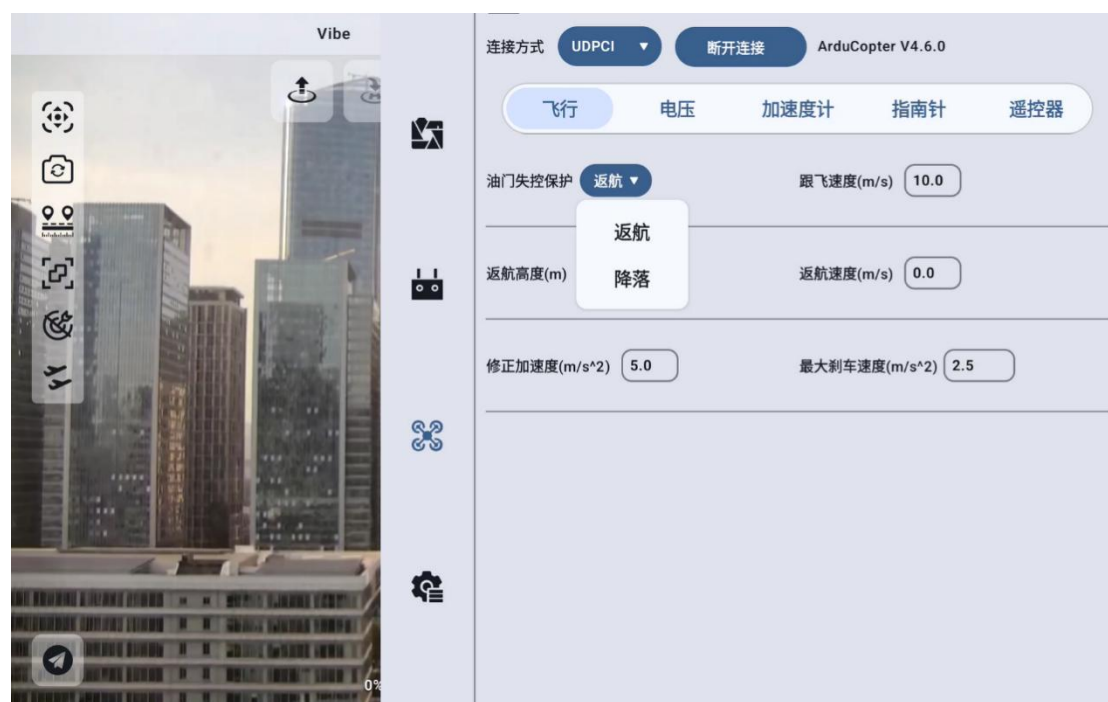 Vibe
连接方式 UDPCI ▼ 断开连接 ArduCopter V4.6.0
飞行 电压 加速度计 指南针 遥控器
油门失控保护 返航 ▼ 跟飞速度(m/s) 10.0
返航
降落
返航高度(m) 返航速度(m/s) 0.0
修正加速度(m/s^2) 5.0 最大刹车速度(m/s^2) 2.5
0%